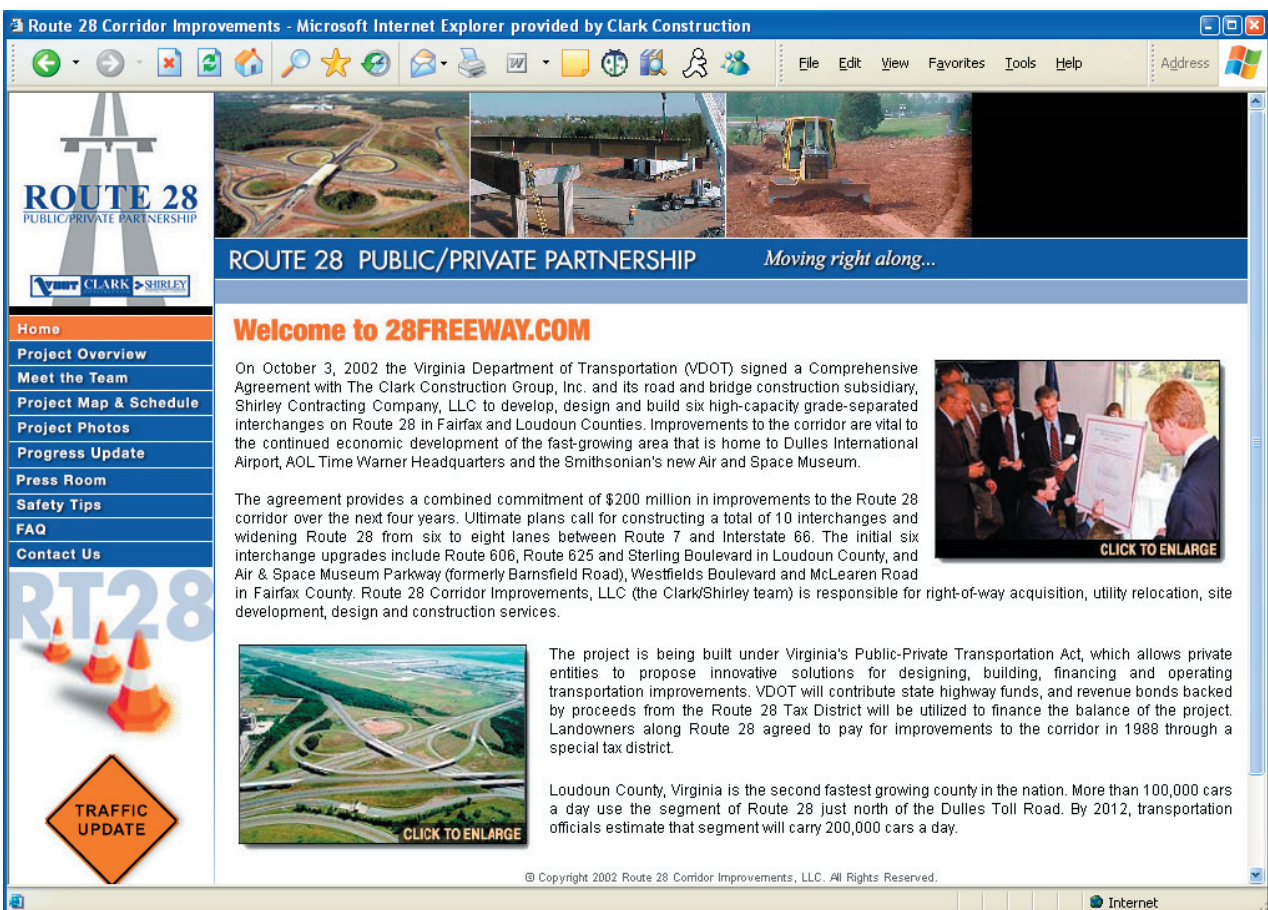 Route 28 Corridor Improvements - Microsoft Internet Explorer provided by Clark Construction
File Edit View Favorites Tools Help
Address
ROUTE 28
PUBLIC/PRIVATE PARTNERSHIP
VDOT CLARK SHIRLEY
ROUTE 28 PUBLIC/PRIVATE PARTNERSHIP
Moving right along...
Home
Project Overview
Meet the Team
Project Map & Schedule
Project Photos
Progress Update
Press Room
Safety Tips
FAQ
Contact Us
RT28
TRAFFIC
UPDATE
Welcome to 28FREEWAY.COM
On October 3, 2002 the Virginia Department of Transportation (VDOT) signed a Comprehensive
Agreement with The Clark Construction Group, Inc. and its road and bridge construction subsidiary,
Shirley Contracting Company, LLC to develop, design and build six high-capacity grade-separated
interchanges on Route 28 in Fairfax and Loudoun Counties. Improvements to the corridor are vital to
the continued economic development of the fast-growing area that is home to Dulles International
Airport, AOL Time Warner Headquarters and the Smithsonian's new Air and Space Museum.
CLICK TO ENLARGE
The agreement provides a combined commitment of $200 million in improvements to the Route 28
corridor over the next four years. Ultimate plans call for constructing a total of 10 interchanges and
widening Route 28 from six to eight lanes between Route 7 and Interstate 66. The initial six
interchange upgrades include Route 606, Route 625 and Sterling Boulevard in Loudoun County, and
Air & Space Museum Parkway (formerly Barnsfield Road), Westfields Boulevard and McLearen Road
in Fairfax County. Route 28 Corridor Improvements, LLC (the Clark/Shirley team) is responsible for right-of-way acquisition, utility relocation, site
development, design and construction services.
CLICK TO ENLARGE
The project is being built under Virginia's Public-Private Transportation Act, which allows private
entities to propose innovative solutions for designing, building, financing and operating
transportation improvements. VDOT will contribute state highway funds, and revenue bonds backed
by proceeds from the Route 28 Tax District will be utilized to finance the balance of the project.
Landowners along Route 28 agreed to pay for improvements to the corridor in 1988 through a
special tax district.
Loudoun County, Virginia is the second fastest growing county in the nation. More than 100,000 cars
a day use the segment of Route 28 just north of the Dulles Toll Road. By 2012, transportation
officials estimate that segment will carry 200,000 cars a day.
© Copyright 2002 Route 28 Corridor Improvements, LLC. All Rights Reserved.
Internet